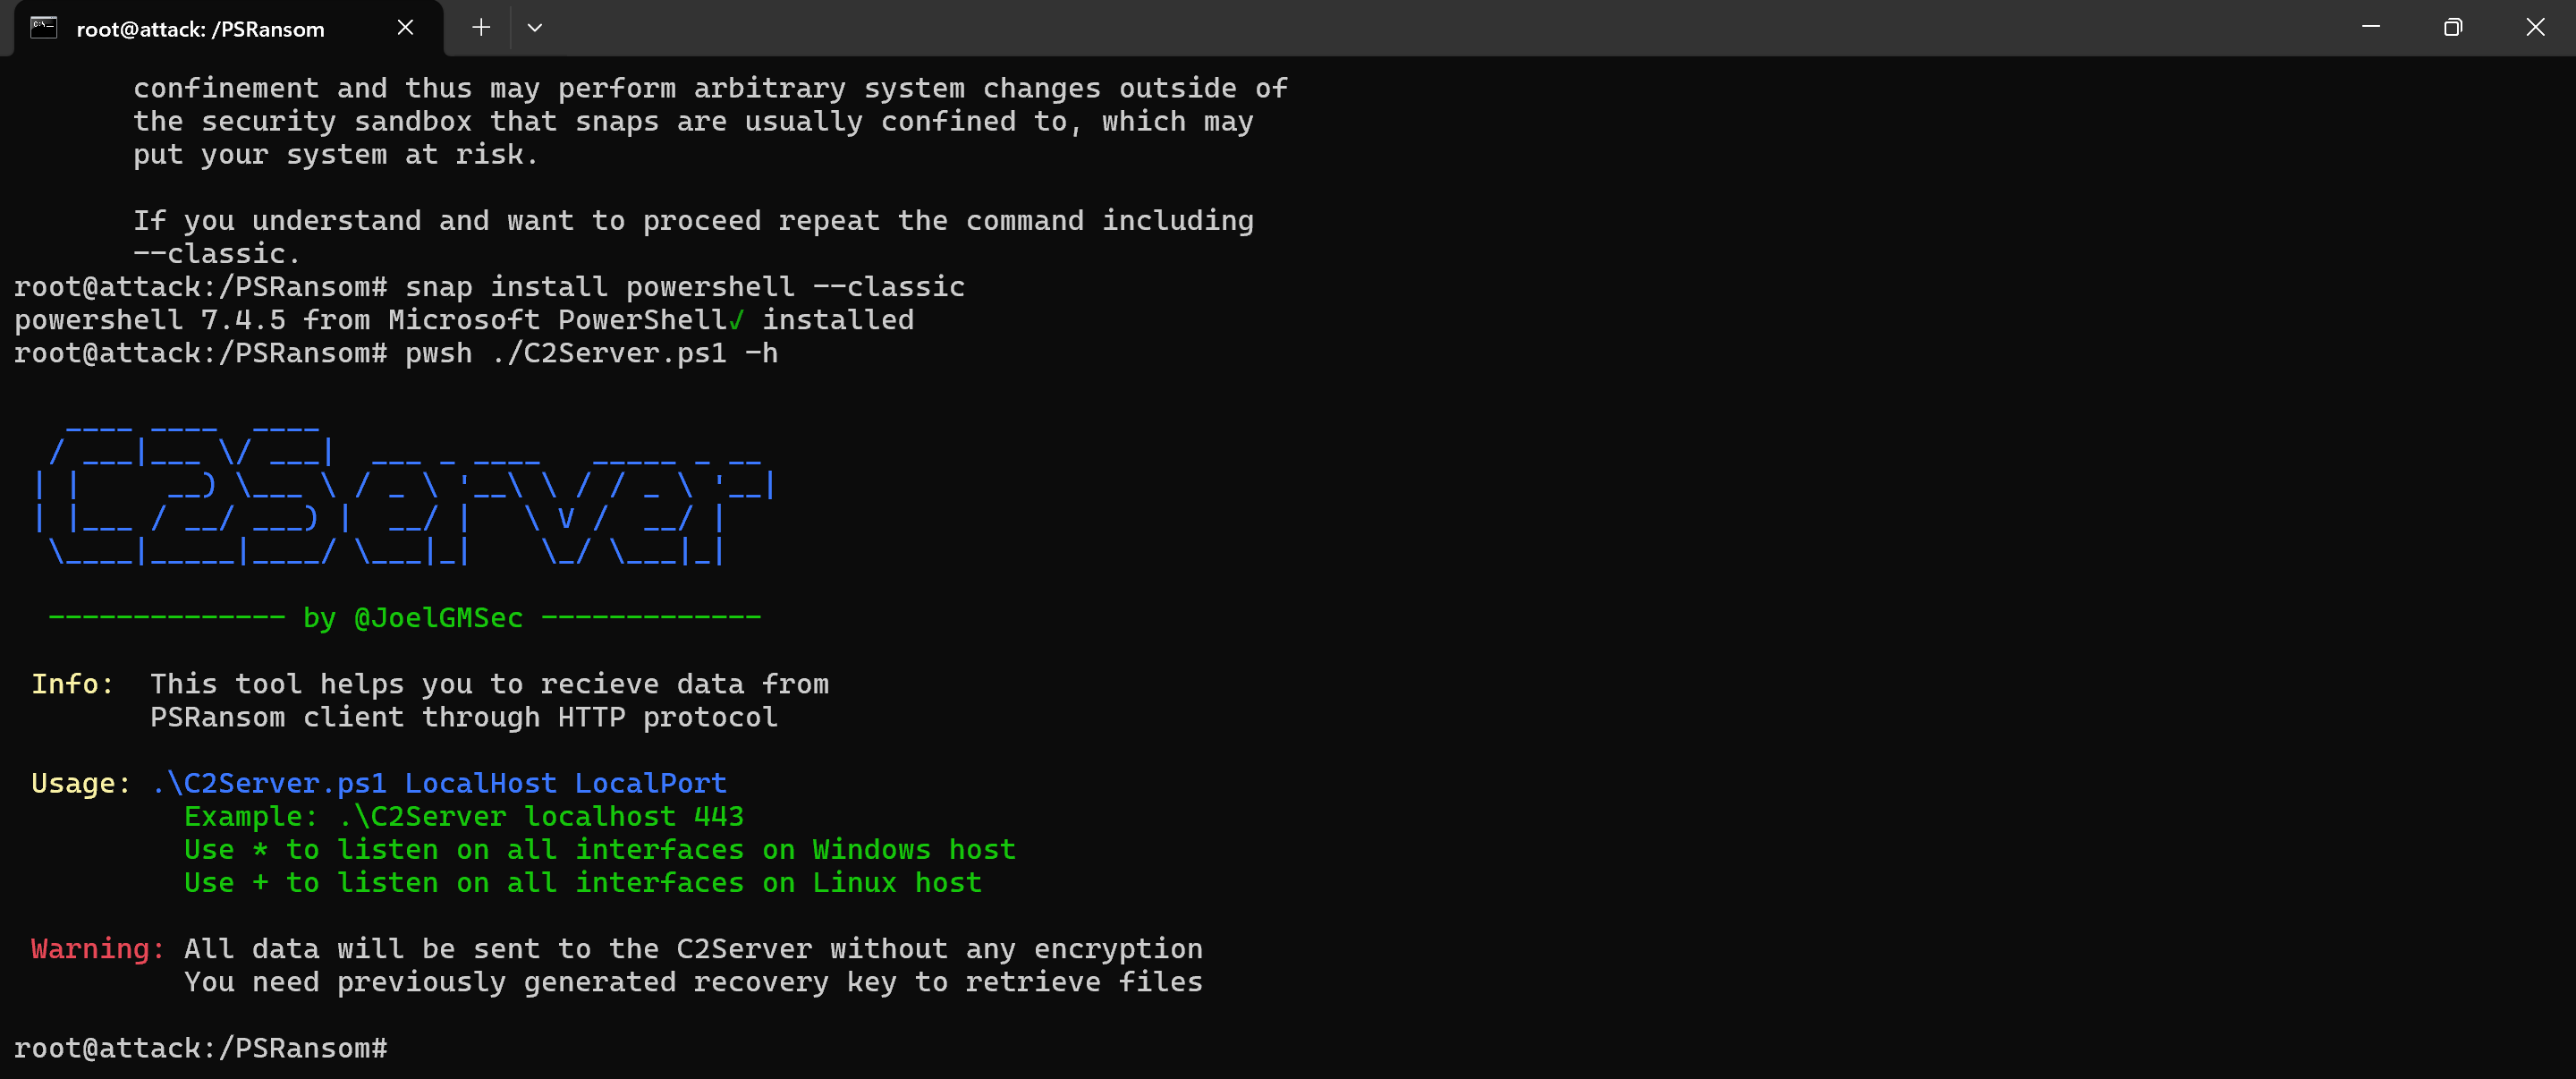 root@attack: /PSRansom
confinement and thus may perform arbitrary system changes outside of
the security sandbox that snaps are usually confined to, which may
put your system at risk.
If you understand and want to proceed repeat the command including
--classic.
root@attack:/PSRansom# snap install powershell --classic
powershell 7.4.5 from Microsoft PowerShell✓ installed
root@attack:/PSRansom# pwsh ./C2Server.ps1 -h
C2Server
-------------- by @JoelGMSec -------------
Info:  This tool helps you to recieve data from
PSRansom client through HTTP protocol
Usage: .\C2Server.ps1 LocalHost LocalPort
Example: .\C2Server localhost 443
Use * to listen on all interfaces on Windows host
Use + to listen on all interfaces on Linux host
Warning: All data will be sent to the C2Server without any encryption
You need previously generated recovery key to retrieve files
root@attack:/PSRansom#